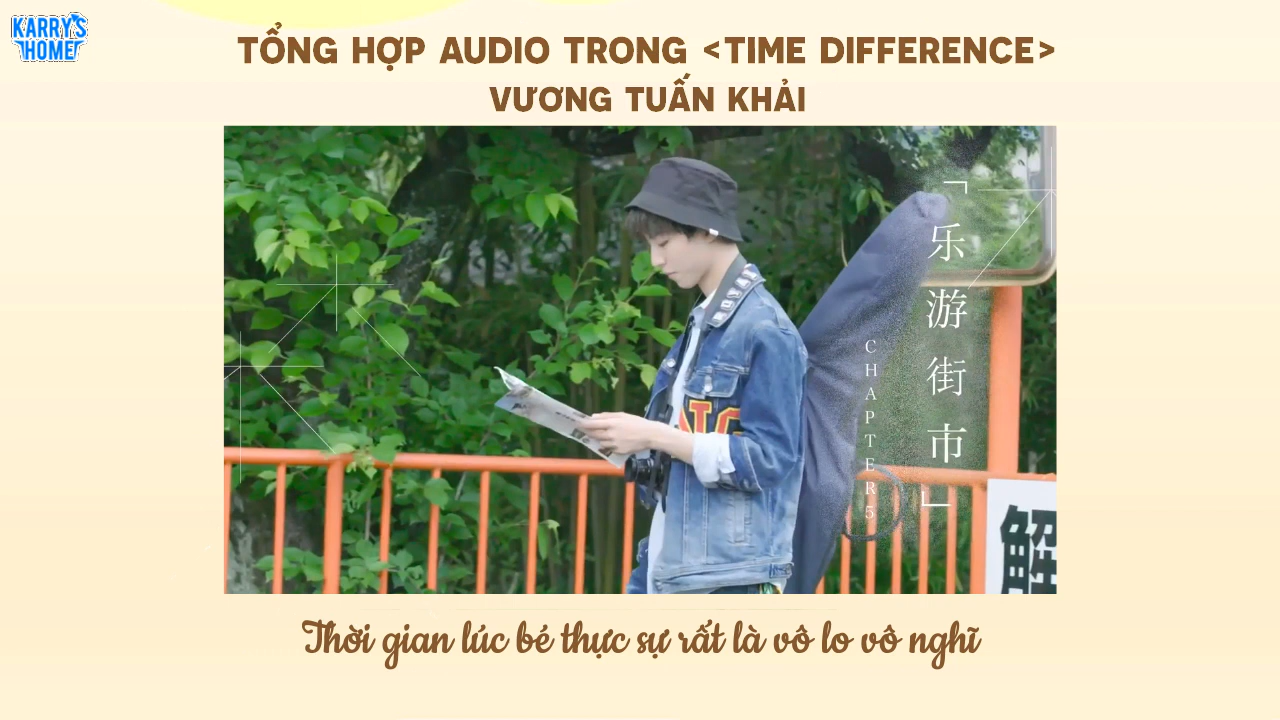 KARRY'S
HOME
TỔNG HỢP AUDIO TRONG <TIME DIFFERENCE>
VƯƠNG TUẤN KHẢI
「乐游街市」
CHAPTER5
解
Thời gian lúc bé thực sự rất là vô lo vô nghĩ